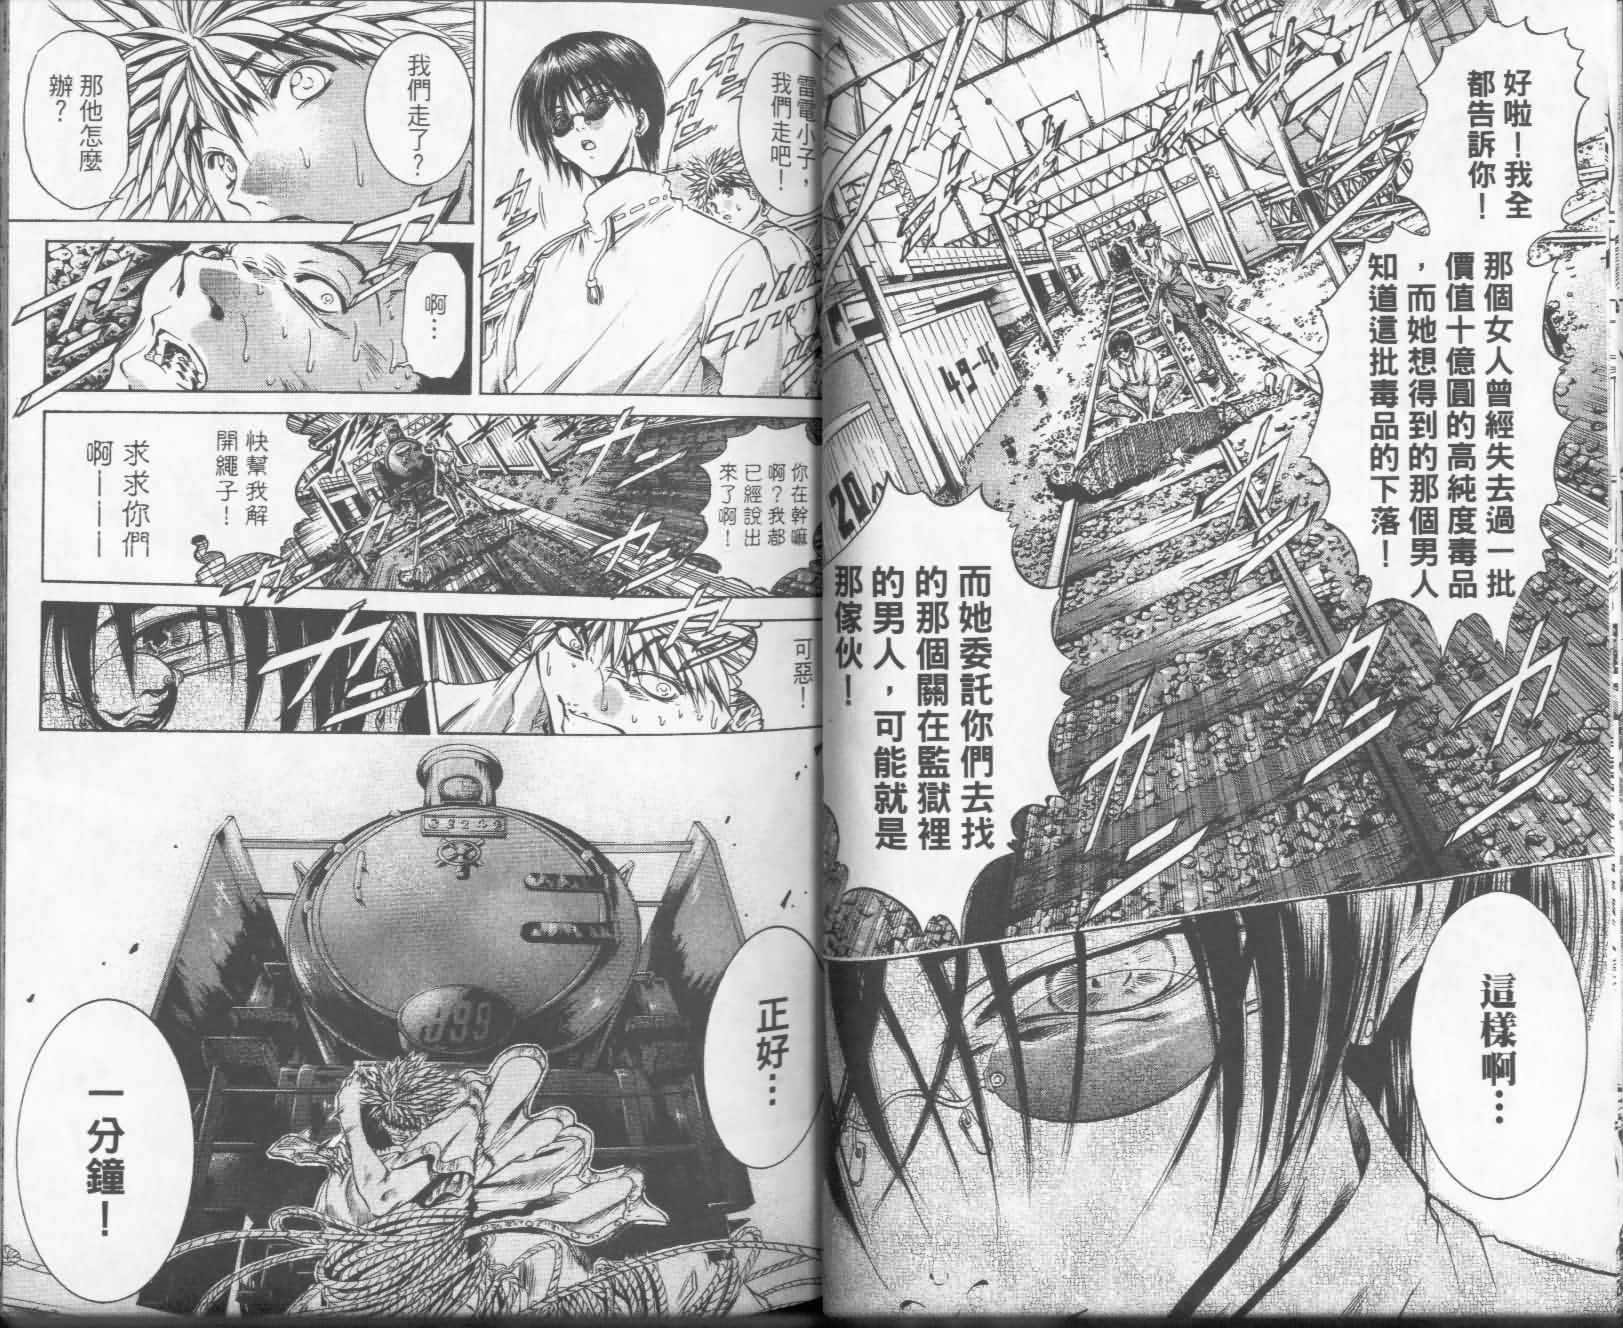 好啦！我全
都告訴你！
那個女人曾經失去過一批
價值十億圓的高純度毒品
，而她想得到的那個男人
知道這批毒品的下落！
而她委託你們去找
的那個關在監獄裡
的男人，可能就是
那傢伙！
49-45
20
這樣啊…
雷電小子，
我們走吧！
我們
走了？
那他怎麼
辦？
啊…
你在幹嘛
啊？我都
已經說出
來了啊！
快幫我解
開繩子！
求求你們
啊———
可惡！
899
正好…
一分鐘！